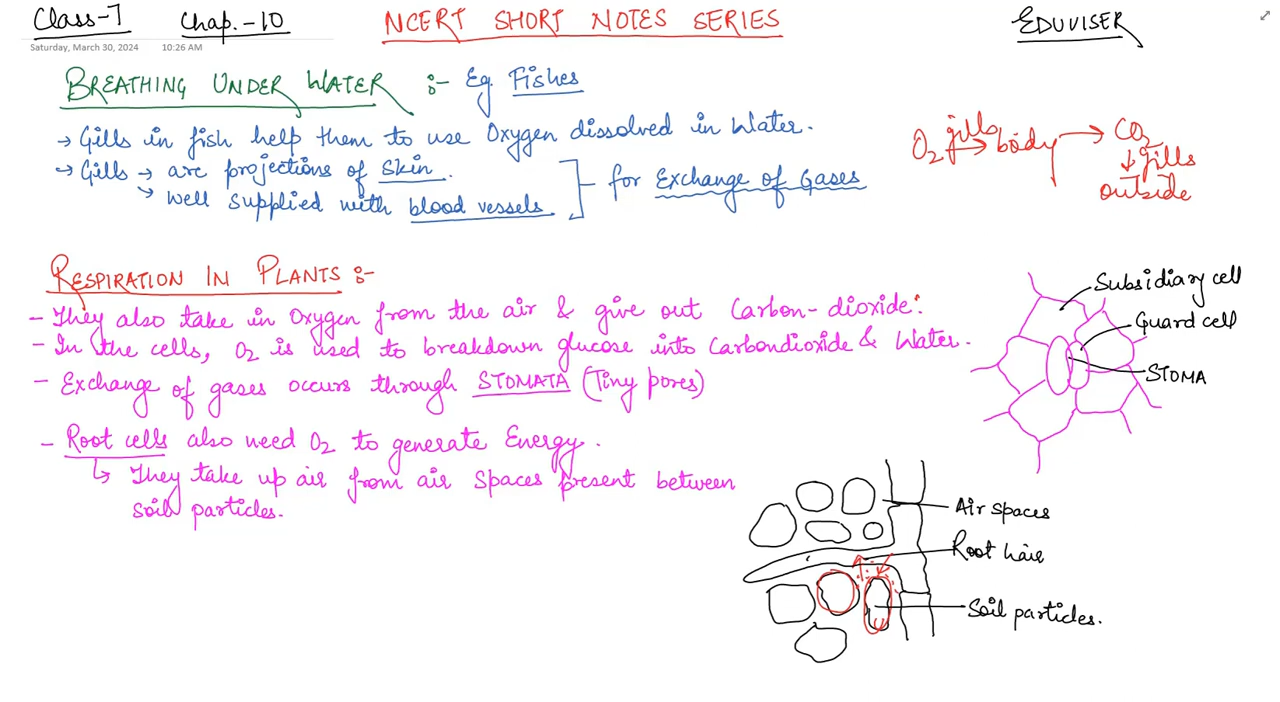 Class-7 Chap.-10 NCERT SHORT NOTES SERIES EDUVISER
Saturday, March 30, 2024 10:26 AM
BREATHING UNDER WATER :- Eg. Fishes
→ Gills in fish help them to use Oxygen dissolved in Water.
→ Gills → are projections of Skin.
↳ well supplied with blood vessels
for Exchange of Gases
O2 gills → body → CO2
↓ gills
outside
RESPIRATION IN PLANTS :-
- They also take in Oxygen from the air & give out Carbon-dioxide.
- In the cells, O2 is used to breakdown glucose into Carbondioxide & Water.
- Exchange of gases occurs through STOMATA (Tiny pores)
- Root cells also need O2 to generate Energy.
↳ They take up air from air spaces present between
soil particles.
Subsidiary cell
Guard cell
STOMA
Air spaces
Root hair
Soil particles.